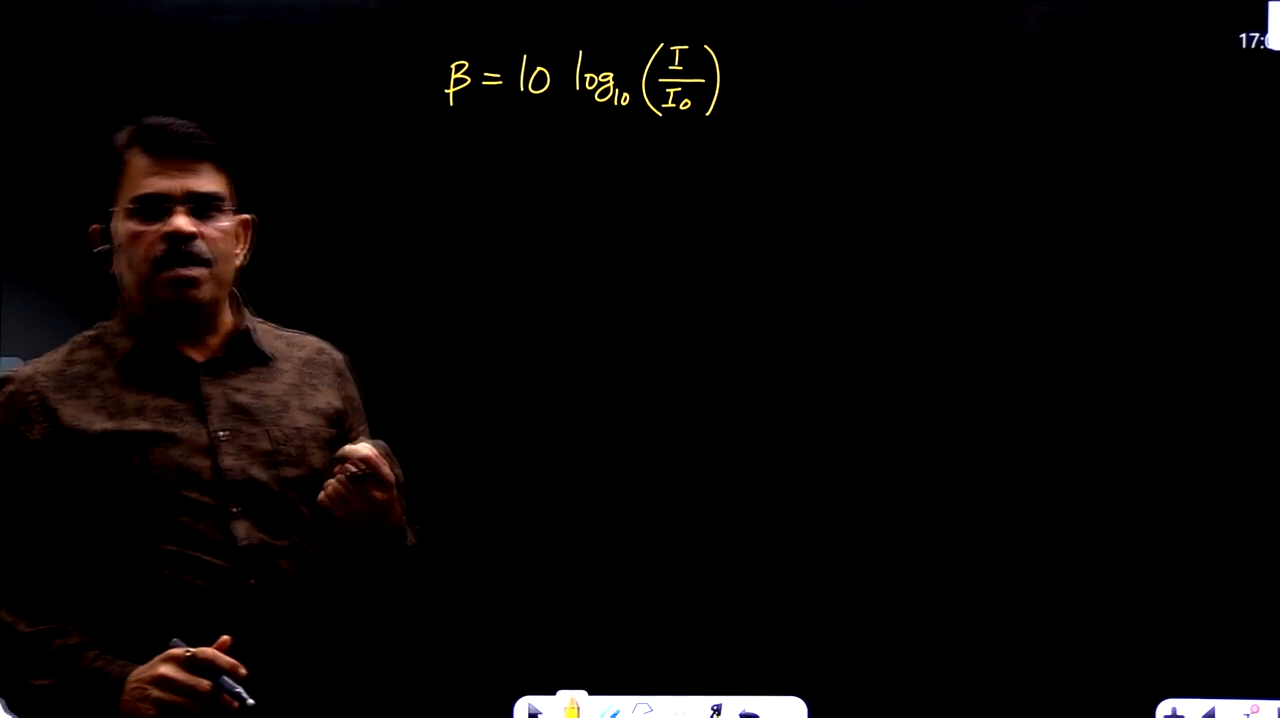 β = 10 log₁₀ (I / I₀)